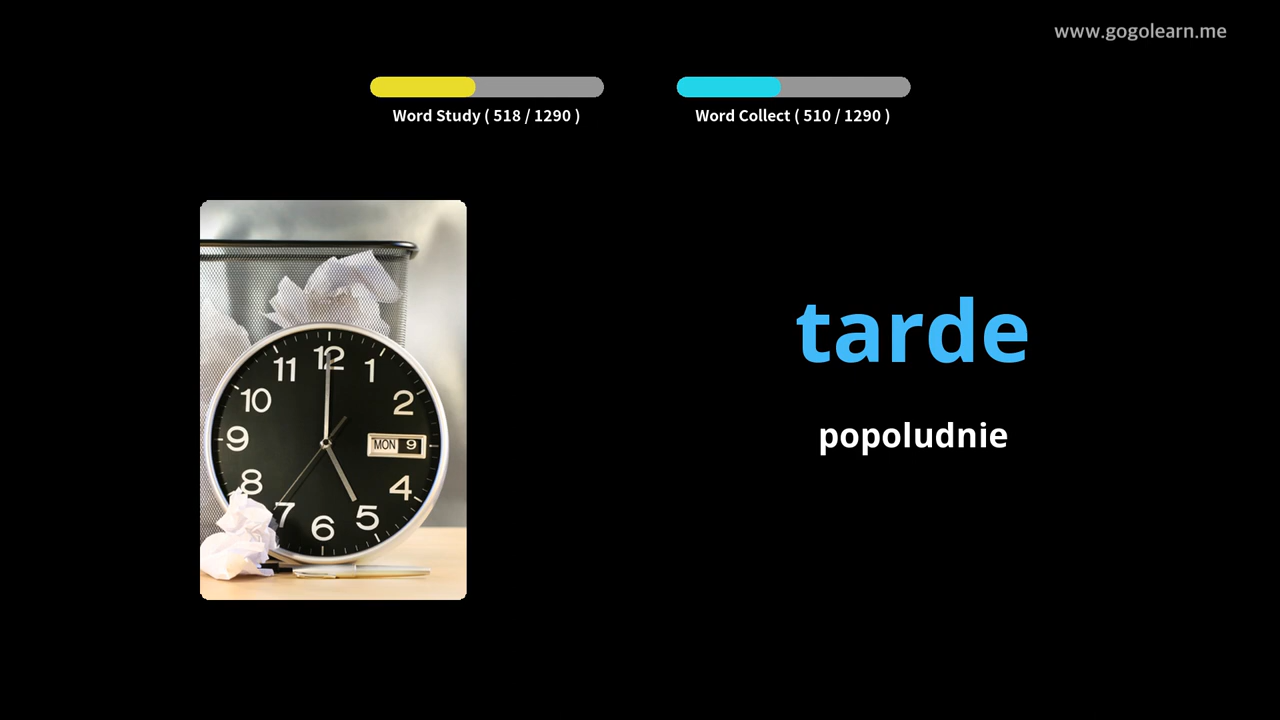 www.gogolearn.me
Word Study ( 518 / 1290 )
Word Collect ( 510 / 1290 )
12
11
1
10
2
9
MON 9
8
4
7
5
6
tarde
popoludnie